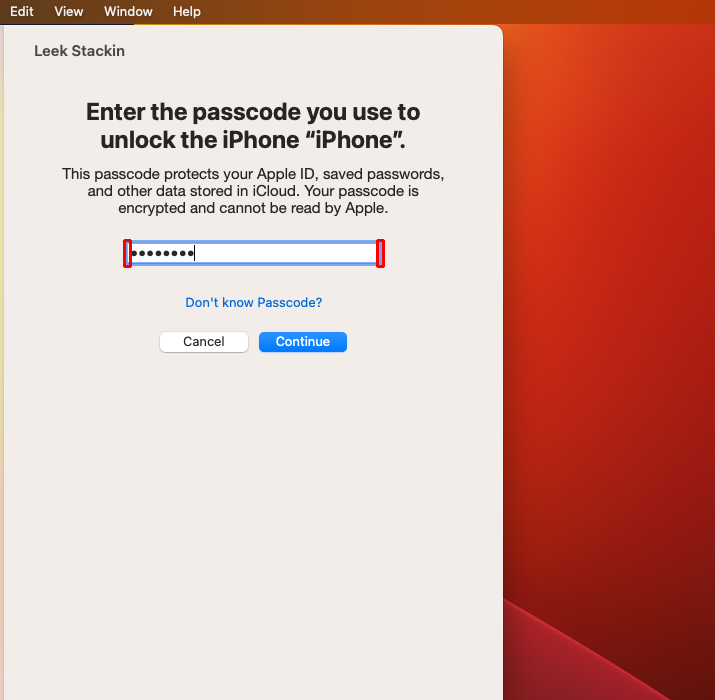 Edit View Window Help
Leek Stackin
Enter the passcode you use to
unlock the iPhone “iPhone”.
This passcode protects your Apple ID, saved passwords,
and other data stored in iCloud. Your passcode is
encrypted and cannot be read by Apple.
••••••••
Don't know Passcode?
Cancel Continue